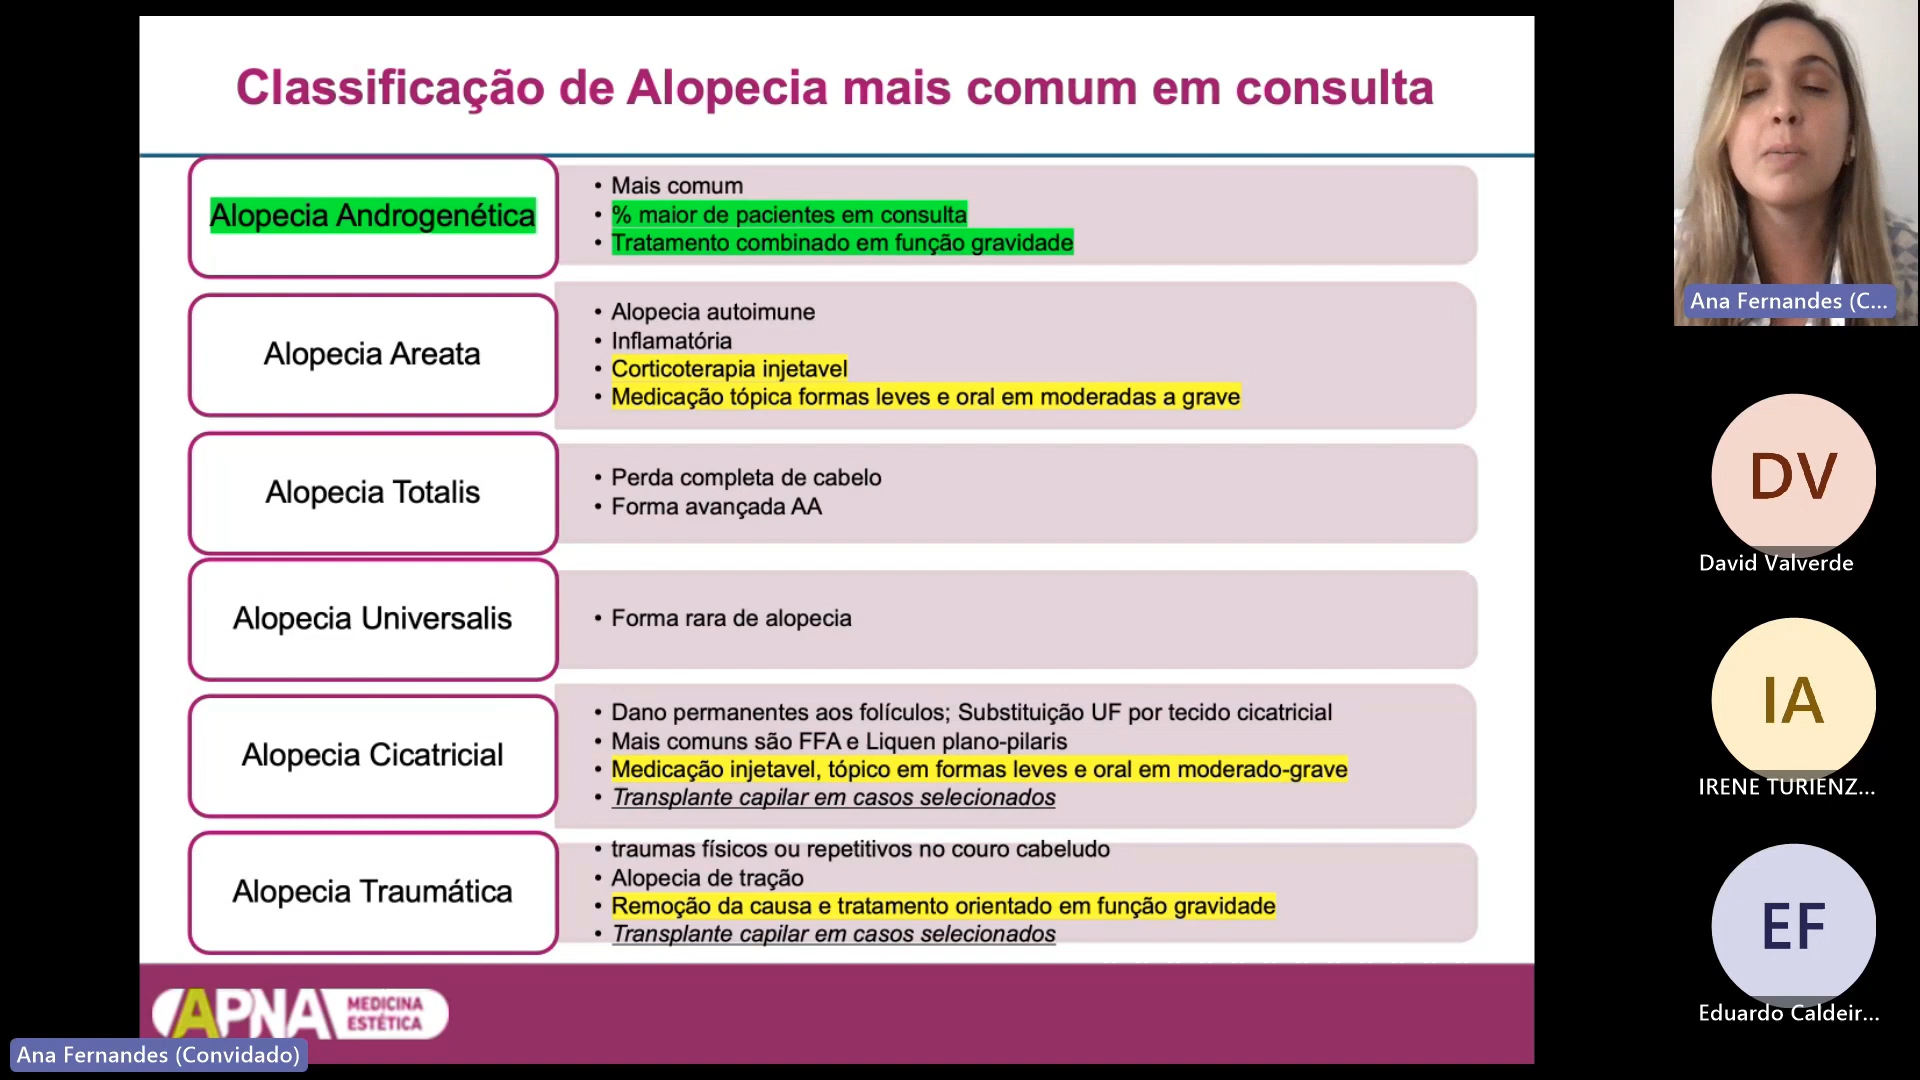 Classificação de Alopecia mais comum em consulta
Alopecia Androgenética
• Mais comum
• % maior de pacientes em consulta
• Tratamento combinado em função gravidade
Alopecia Areata
• Alopecia autoimune
• Inflamatória
• Corticoterapia injetavel
• Medicação tópica formas leves e oral em moderadas a grave
Alopecia Totalis
• Perda completa de cabelo
• Forma avançada AA
Alopecia Universalis
• Forma rara de alopecia
Alopecia Cicatricial
• Dano permanentes aos folículos; Substituição UF por tecido cicatricial
• Mais comuns são FFA e Liquen plano-pilaris
• Medicação injetavel, tópico em formas leves e oral em moderado-grave
• Transplante capilar em casos selecionados
Alopecia Traumática
• traumas físicos ou repetitivos no couro cabeludo
• Alopecia de tração
• Remoção da causa e tratamento orientado em função gravidade
• Transplante capilar em casos selecionados
APNA
MEDICINA
ESTÉTICA
Ana Fernandes (Convidado)
Ana Fernandes (C...
DV
David Valverde
IA
IRENE TURIENZ...
EF
Eduardo Caldeir...